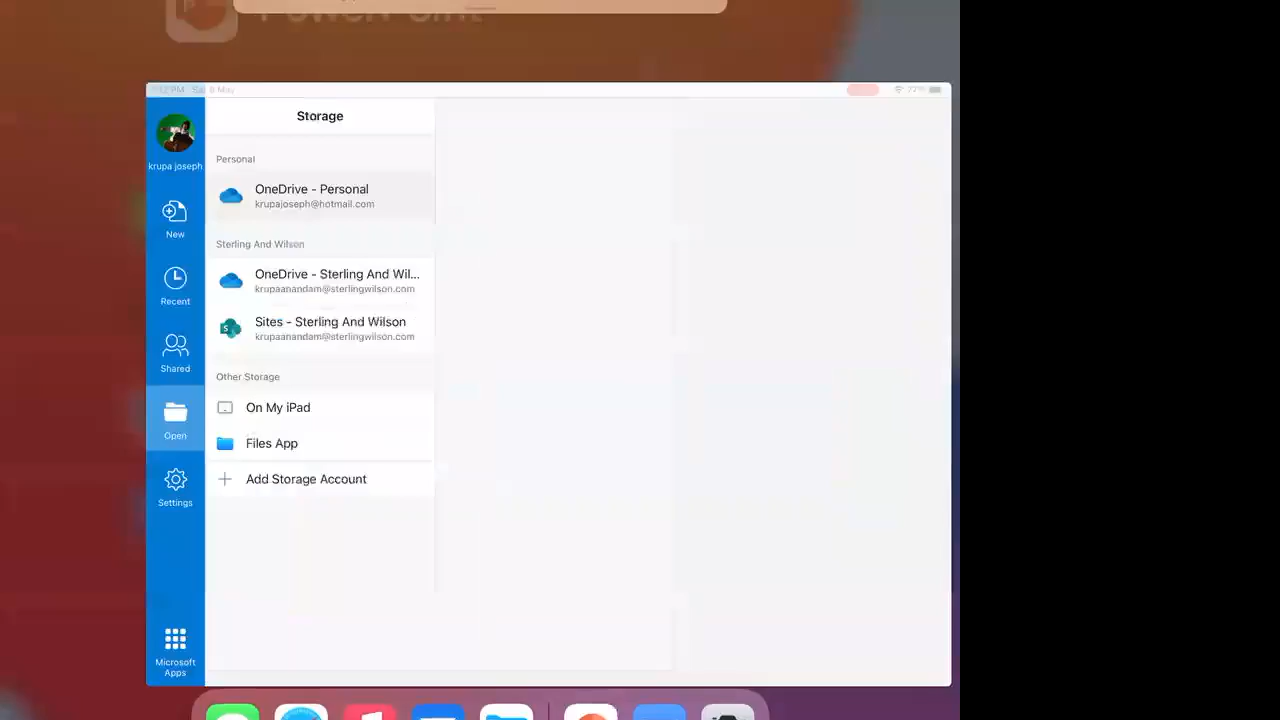 PowerPoint
Storage
krupa joseph
Personal
OneDrive - Personal
krupajoseph@hotmail.com
New
Sterling And Wilson
OneDrive - Sterling And Wil...
krupaanandam@sterlingwilson.com
Recent
Sites - Sterling And Wilson
krupaanandam@sterlingwilson.com
Shared
Other Storage
On My iPad
Open
Files App
Add Storage Account
Settings
Microsoft
Apps